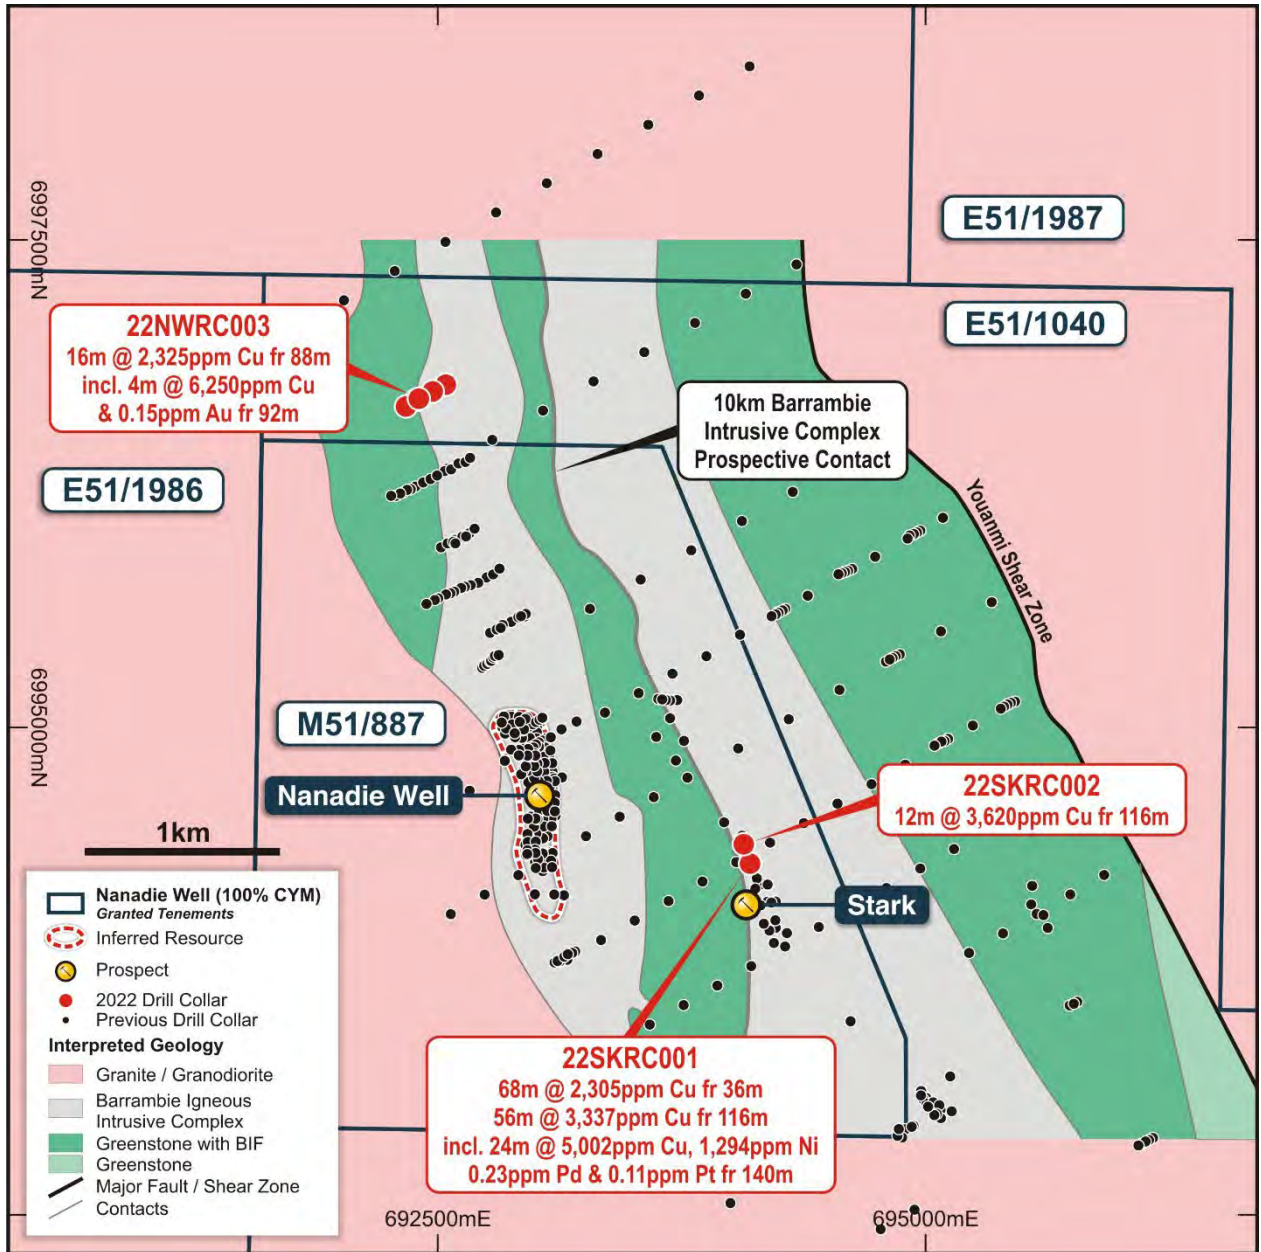 6997500mN
E51/1987
E51/1040
22NWRC003
16m @ 2,325ppm Cu fr 88m
incl. 4m @ 6,250ppm Cu
& 0.15ppm Au fr 92m
10km Barrambie
Intrusive Complex
Prospective Contact
E51/1986
Youanmi Shear Zone
6995000mN
M51/887
Nanadie Well
22SKRC002
12m @ 3,620ppm Cu fr 116m
1km
Stark
Nanadie Well (100% CYM)
Granted Tenements
Inferred Resource
Prospect
2022 Drill Collar
Previous Drill Collar
Interpreted Geology
Granite / Granodiorite
Barrambie Igneous
Intrusive Complex
Greenstone with BIF
Greenstone
Major Fault / Shear Zone
Contacts
22SKRC001
68m @ 2,305ppm Cu fr 36m
56m @ 3,337ppm Cu fr 116m
incl. 24m @ 5,002ppm Cu, 1,294ppm Ni
0.23ppm Pd & 0.11ppm Pt fr 140m
692500mE
695000mE